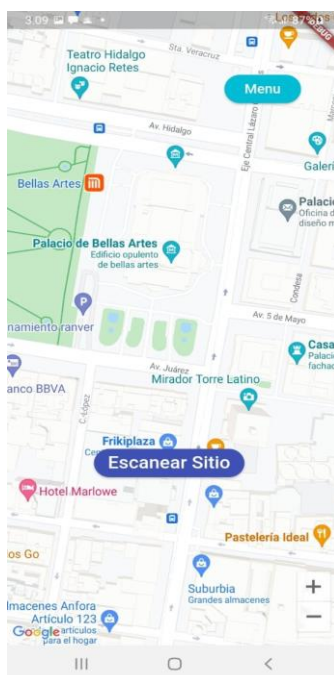 3.09
87%
DEBUG
Sta. Veracruz
Teatro Hidalgo
Ignacio Retes
Menu
Av. Hidalgo
Eje Central Lázaro
Galerí
Bellas Artes
Palacio
Oficina d
diseño m
Palacio de Bellas Artes
Edificio opulento
de bellas artes
Condesa
namiento ranver
Av. 5 de Mayo
Casa
Palaci
fachad
Av. Juárez
Mirador Torre Latino
anco BBVA
C-López
Frikiplaza
Escanear Sitio
Hotel Marlowe
Pastelería Ideal
os Go
Suburbia
Grandes almacenes
+
lmacenes Anfora
Artículo 123
Google
artículos
para el hogar
−